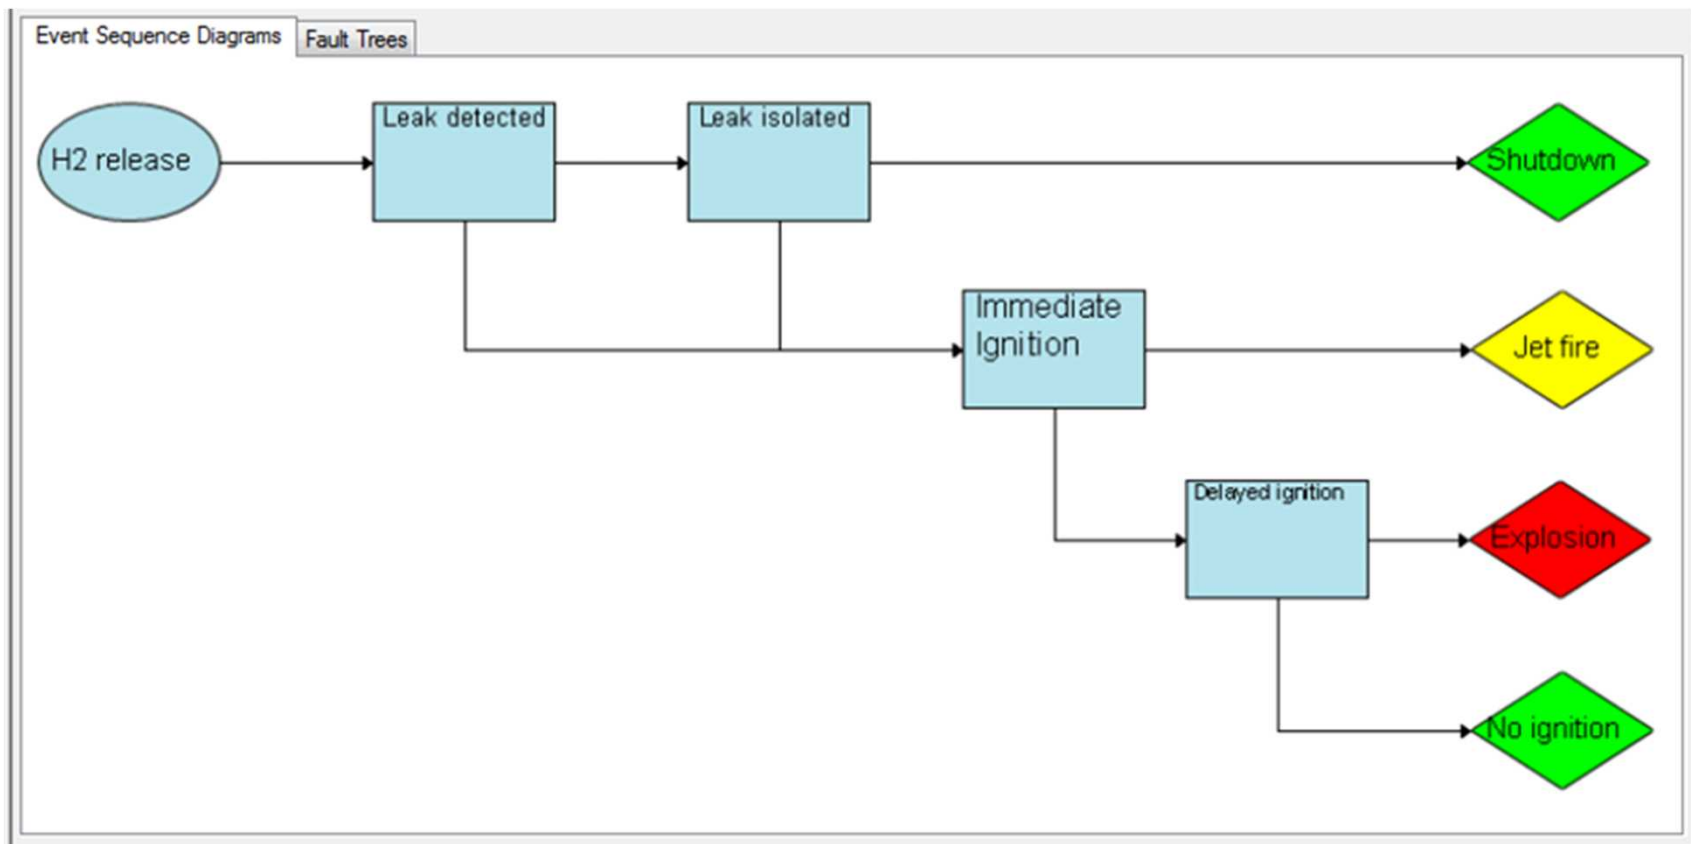 Event Sequence Diagrams
Fault Trees
H2 release
Leak detected
Leak isolated
Shutdown
Immediate
Ignition
Jet fire
Delayed ignition
Explosion
No ignition